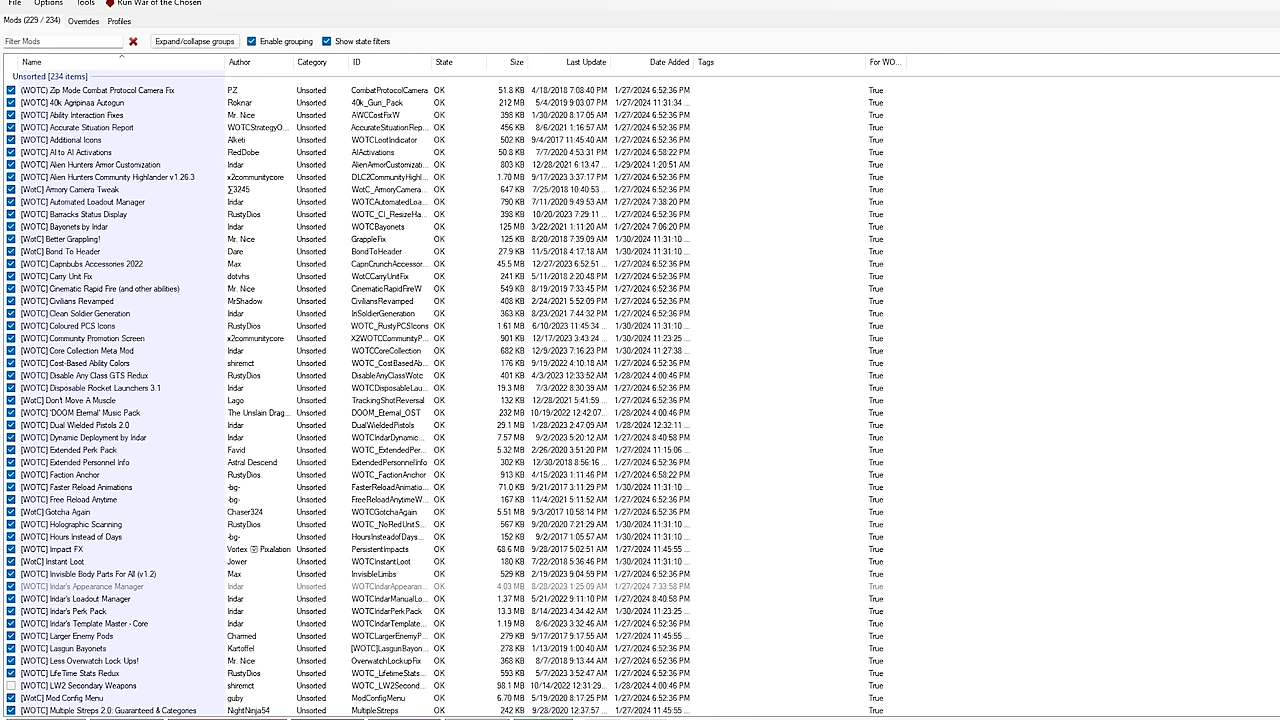 File Options Tools Run War of the Chosen
Mods (229 / 234) Overrides Profiles
Filter Mods Expand/collapse groups Enable grouping Show state filters
Name Author Category ID State Size Last Update Date Added Tags For WO...
Unsorted [234 items]
(WOTC) Zip Mode Combat Protocol Camera Fix PZ Unsorted CombatProtocolCamera OK 51.8 KB 4/18/2018 7:08:40 PM 1/27/2024 6:52:36 PM True
[WOTC] 40k Agripinaa Autogun Roknar Unsorted 40k_Gun_Pack OK 212 MB 5/4/2019 9:03:07 PM 1/27/2024 11:31:34 ... True
[WOTC] Ability Interaction Fixes Mr. Nice Unsorted AWCCostFixW OK 398 KB 1/30/2020 8:17:05 AM 1/27/2024 6:52:36 PM True
[WOTC] Accurate Situation Report WOTCStrategyO... Unsorted AccurateSituationRep... OK 456 KB 8/6/2021 1:16:57 AM 1/27/2024 6:52:36 PM True
[WOTC] Additional Icons Alketi Unsorted WOTCLootIndicator OK 502 KB 9/4/2017 11:45:40 AM 1/27/2024 6:52:36 PM True
[WOTC] AI to AI Activations RedDobe Unsorted AIActivations OK 50.8 KB 7/7/2020 4:53:31 PM 1/27/2024 6:58:22 PM True
[WOTC] Alien Hunters Armor Customization Iridar Unsorted AlienArmorCustomizati... OK 803 KB 12/28/2021 6:13:47 ... 1/29/2024 1:20:51 AM True
[WOTC] Alien Hunters Community Highlander v1.26.3 x2communitycore Unsorted DLC2CommunityHighl... OK 1.70 MB 9/17/2023 3:37:17 PM 1/27/2024 6:52:36 PM True
[WotC] Armory Camera Tweak ∑3245 Unsorted WotC_ArmoryCamera... OK 647 KB 7/25/2018 10:40:53 ... 1/27/2024 6:52:36 PM True
[WOTC] Automated Loadout Manager Iridar Unsorted WOTCAutomatedLoa... OK 790 KB 7/11/2020 9:49:53 AM 1/27/2024 7:38:20 PM True
[WOTC] Barracks Status Display RustyDios Unsorted WOTC_CI_ResizeHa... OK 398 KB 10/20/2023 7:29:11 ... 1/27/2024 6:52:36 PM True
[WOTC] Bayonets by Iridar Iridar Unsorted WOTCBayonets OK 125 MB 3/22/2021 1:11:20 AM 1/27/2024 7:06:20 PM True
[WotC] Better Grappling! Mr. Nice Unsorted GrappleFix OK 125 KB 8/20/2018 7:39:09 AM 1/30/2024 11:31:10 ... True
[WotC] Bond To Header Dare Unsorted BondToHeader OK 27.9 KB 11/5/2018 4:17:18 AM 1/30/2024 11:31:10 ... True
[WOTC] Capnbubs Accessories 2022 Max Unsorted CapnCrunchAccessor... OK 45.5 MB 12/27/2023 6:52:51 ... 1/27/2024 6:52:36 PM True
[WOTC] Carry Unit Fix dotvhs Unsorted WotCCarryUnitFix OK 241 KB 5/11/2018 2:20:48 PM 1/27/2024 6:52:36 PM True
[WOTC] Cinematic Rapid Fire (and other abilities) Mr. Nice Unsorted CinematicRapidFireW OK 549 KB 8/19/2019 7:33:45 PM 1/27/2024 6:52:36 PM True
[WOTC] Civilians Revamped MrShadow Unsorted CiviliansRevamped OK 408 KB 2/24/2021 5:52:09 PM 1/27/2024 6:52:36 PM True
[WOTC] Clean Soldier Generation Iridar Unsorted IriSoldierGeneration OK 363 KB 8/23/2021 7:44:32 PM 1/27/2024 6:52:36 PM True
[WOTC] Coloured PCS Icons RustyDios Unsorted WOTC_RustyPCSIcons OK 1.61 MB 6/10/2023 11:45:34 ... 1/30/2024 11:31:10 ... True
[WOTC] Community Promotion Screen x2communitycore Unsorted X2WOTCCommunityP... OK 901 KB 12/17/2023 3:43:24 ... 1/30/2024 11:23:25 ... True
[WOTC] Core Collection Meta Mod Iridar Unsorted WOTCCoreCollection OK 682 KB 12/9/2023 7:16:23 PM 1/30/2024 11:27:38 ... True
[WOTC] Cost-Based Ability Colors shiremct Unsorted WOTC_CostBasedAb... OK 176 KB 9/19/2022 4:10:18 AM 1/27/2024 6:52:36 PM True
[WOTC] Disable Any Class GTS Redux RustyDios Unsorted DisableAnyClassWotc OK 401 KB 4/3/2023 12:33:52 AM 1/28/2024 4:00:46 PM True
[WOTC] Disposable Rocket Launchers 3.1 Iridar Unsorted WOTCDisposableLau... OK 19.3 MB 7/3/2022 8:30:39 AM 1/27/2024 6:52:36 PM True
[WotC] Don't Move A Muscle Lago Unsorted TrackingShotReversal OK 132 KB 12/28/2021 5:41:59 ... 1/27/2024 6:52:36 PM True
[WOTC] 'DOOM Eternal' Music Pack The Unslain Drag... Unsorted DOOM_Eternal_OST OK 232 MB 10/19/2022 12:42:07... 1/28/2024 4:00:46 PM True
[WOTC] Dual Wielded Pistols 2.0 Iridar Unsorted DualWieldedPistols OK 29.1 MB 1/28/2023 2:47:09 AM 1/28/2024 12:32:11 ... True
[WOTC] Dynamic Deployment by Iridar Iridar Unsorted WOTCIridarDynamic... OK 7.57 MB 9/2/2023 5:20:12 AM 1/27/2024 8:40:58 PM True
[WOTC] Extended Perk Pack Favid Unsorted WOTC_ExtendedPer... OK 5.32 MB 2/26/2020 3:51:20 PM 1/27/2024 11:15:06 ... True
[WOTC] Extended Personnel Info Astral Descend Unsorted ExtendedPersonnelInfo OK 302 KB 12/30/2018 8:56:16 ... 1/27/2024 6:52:36 PM True
[WOTC] Faction Anchor RustyDios Unsorted WOTC_FactionAnchor OK 913 KB 4/15/2023 1:11:46 PM 1/27/2024 6:58:22 PM True
[WOTC] Faster Reload Animations -bg- Unsorted FasterReloadAnimatio... OK 71.0 KB 9/21/2017 3:11:29 PM 1/30/2024 11:31:10 ... True
[WOTC] Free Reload Anytime -bg- Unsorted FreeReloadAnytimeW... OK 167 KB 11/4/2021 5:11:52 AM 1/27/2024 6:52:36 PM True
[WotC] Gotcha Again Chaser324 Unsorted WOTCGotchaAgain OK 5.51 MB 9/3/2017 10:58:14 PM 1/27/2024 6:52:36 PM True
[WOTC] Holographic Scanning RustyDios Unsorted WOTC_NoRedUnitS... OK 567 KB 9/20/2020 7:21:29 AM 1/30/2024 11:31:10 ... True
[WOTC] Hours Instead of Days -bg- Unsorted HoursInsteadofDays... OK 152 KB 9/2/2017 1:05:57 AM 1/30/2024 11:31:10 ... True
[WOTC] Impact FX Vortex Pixalation Unsorted PersistentImpacts OK 68.6 MB 9/28/2017 5:02:51 AM 1/27/2024 11:45:55 ... True
[WotC] Instant Loot Jower Unsorted WOTCInstantLoot OK 180 KB 7/22/2018 5:36:46 PM 1/30/2024 11:31:10 ... True
[WOTC] Invisible Body Parts For All (v1.2) Max Unsorted InvisibleLimbs OK 529 KB 2/19/2023 9:04:59 PM 1/27/2024 6:52:36 PM True
[WOTC] Iridar's Appearance Manager Iridar Unsorted WOTCIridarAppearan... OK 4.03 MB 8/28/2023 1:25:09 AM 1/27/2024 7:33:58 PM True
[WOTC] Iridar's Loadout Manager Iridar Unsorted WOTCIridarManualLo... OK 1.37 MB 5/21/2022 9:11:10 PM 1/27/2024 8:40:58 PM True
[WOTC] Iridar's Perk Pack Iridar Unsorted WOTCIridarPerkPack OK 13.3 MB 8/14/2023 4:34:42 AM 1/30/2024 11:23:25 ... True
[WOTC] Iridar's Template Master - Core Iridar Unsorted WOTCIridarTemplate... OK 1.19 MB 8/6/2023 3:32:46 AM 1/27/2024 6:52:36 PM True
[WOTC] Larger Enemy Pods Charmed Unsorted WOTCLargerEnemyP... OK 279 KB 9/17/2017 9:17:55 AM 1/27/2024 11:45:55 ... True
[WOTC] Lasgun Bayonets Kartoffel Unsorted [WOTC]LasgunBayon... OK 278 KB 1/13/2019 1:00:40 AM 1/27/2024 6:52:36 PM True
[WOTC] Less Overwatch Lock Ups! Mr. Nice Unsorted OverwatchLockupFix OK 368 KB 8/7/2018 9:13:44 AM 1/27/2024 6:52:36 PM True
[WOTC] LifeTime Stats Redux RustyDios Unsorted WOTC_LifetimeStats... OK 593 KB 5/7/2023 3:52:47 AM 1/27/2024 6:52:36 PM True
[WOTC] LW2 Secondary Weapons shiremct Unsorted WOTC_LW2Second... OK 98.1 MB 10/14/2022 12:31:29... 1/28/2024 4:00:46 PM True
[WotC] Mod Config Menu guby Unsorted ModConfigMenu OK 6.70 MB 5/19/2020 8:17:25 PM 1/27/2024 6:52:36 PM True
[WOTC] Multiple Streps 2.0: Guaranteed & Categories NightNinja54 Unsorted MultipleStreps OK 242 KB 9/28/2020 12:37:57 ... 1/27/2024 11:45:55 ... True